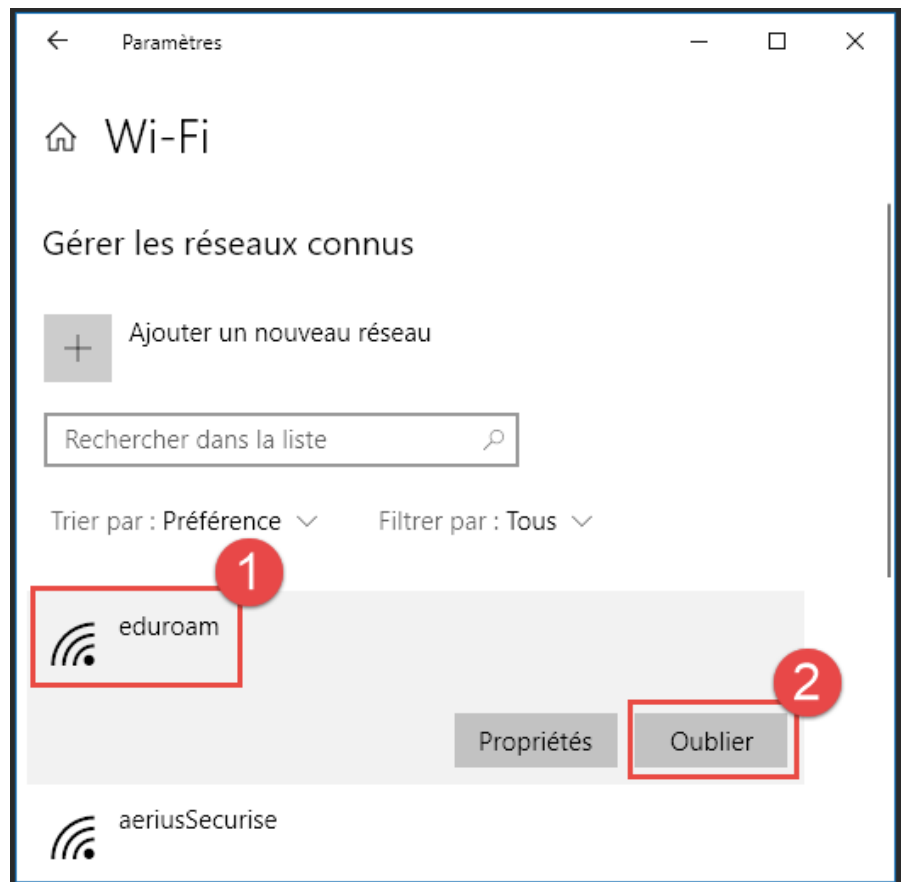 Paramètres
Wi-Fi
Gérer les réseaux connus
Ajouter un nouveau réseau
Rechercher dans la liste
Trier par : Préférence Filtrer par : Tous
1
eduroam
2
Propriétés Oublier
aeriusSecurise